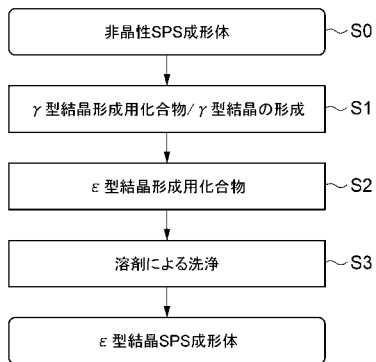 非晶性SPS成形体 S0
γ型結晶形成用化合物/γ型結晶の形成 S1
ε型結晶形成用化合物 S2
溶剤による洗浄 S3
ε型結晶SPS成形体